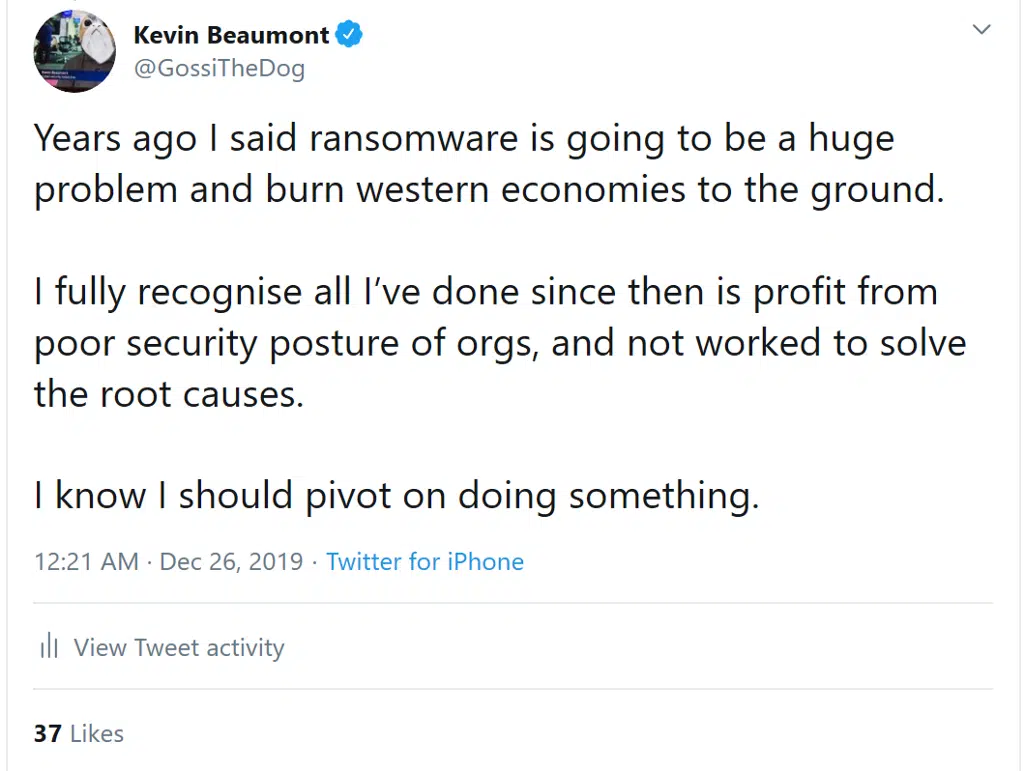 Kevin Beaumont
@GossiTheDog
Years ago I said ransomware is going to be a huge
problem and burn western economies to the ground.
I fully recognise all I’ve done since then is profit from
poor security posture of orgs, and not worked to solve
the root causes.
I know I should pivot on doing something.
12:21 AM · Dec 26, 2019 · Twitter for iPhone
View Tweet activity
37 Likes